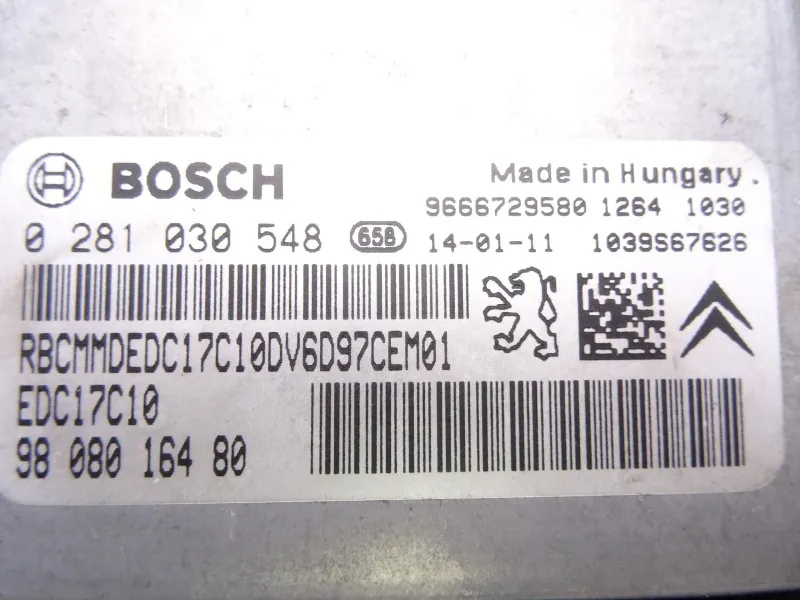 BOSCH
Made in Hungary.
9666729580 1264 1030
0 281 030 548 658 14-01-11 1039S67626
RBCMMDEDC17C10DV6D97CEM01
EDC17C10
98 080 164 80